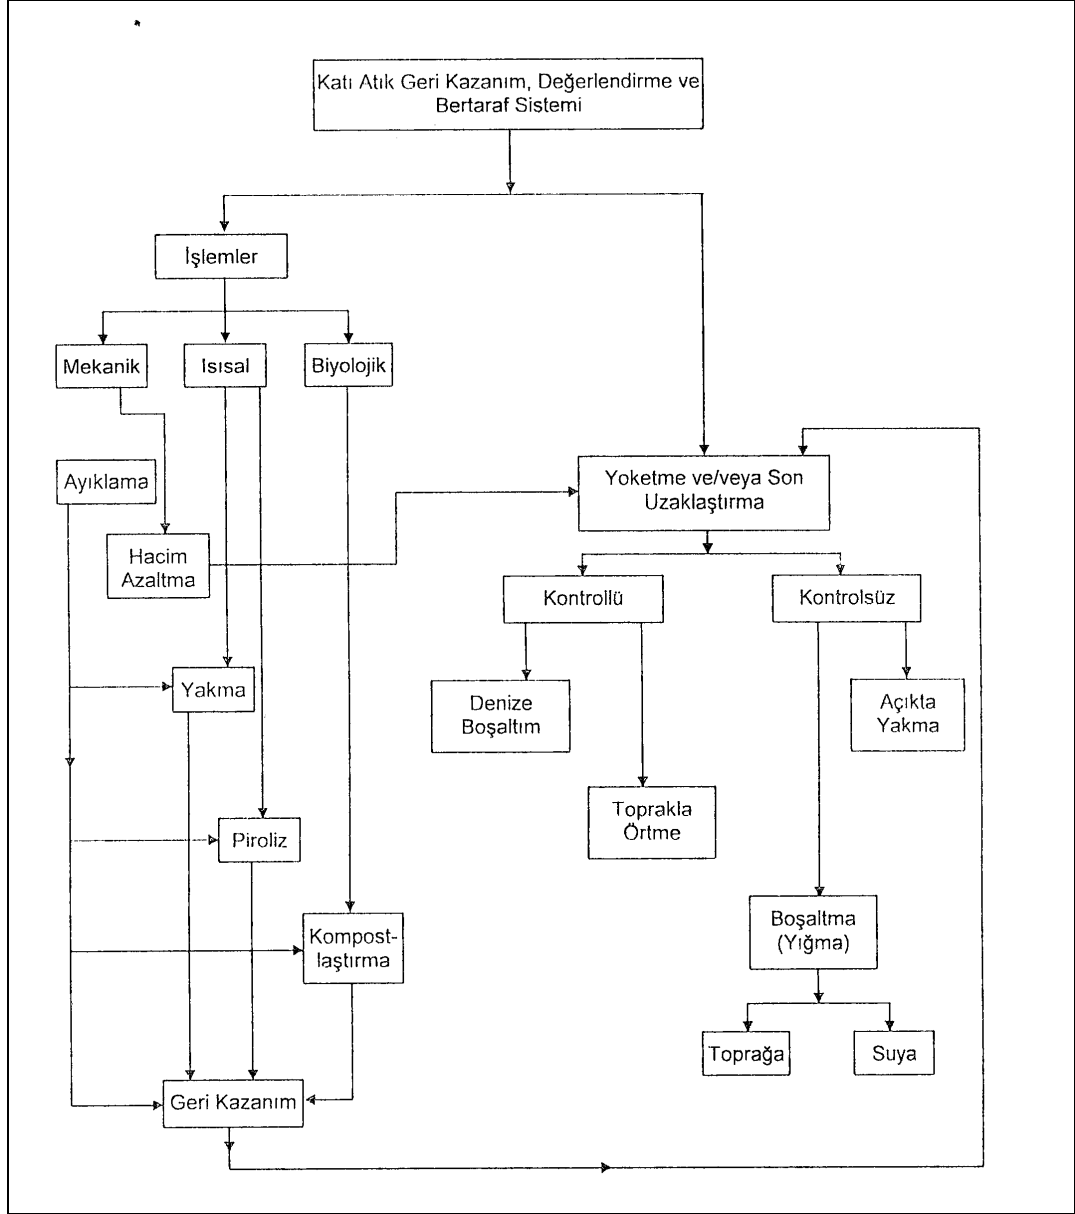 Katı Atık Geri Kazanım, Değerlendirme ve
Bertaraf Sistemi
İşlemler
Mekanik
Isısal
Biyolojik
Ayıklama
Hacim
Azaltma
Yoketme ve/veya Son
Uzaklaştırma
Kontrollü
Kontrolsüz
Yakma
Denize
Boşaltım
Açıkta
Yakma
Toprakla
Örtme
Piroliz
Kompost-
laştırma
Boşaltma
(Yığma)
Toprağa
Suya
Geri Kazanım